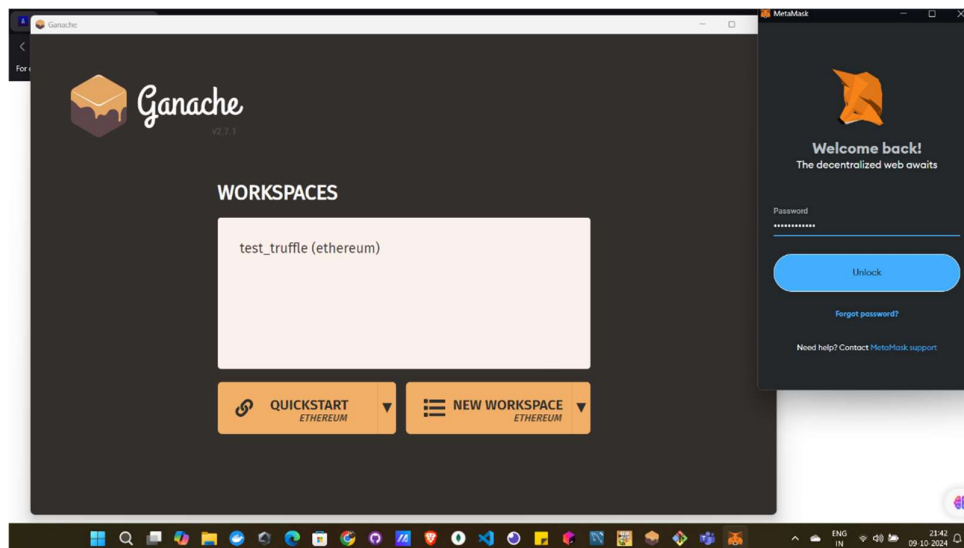 Ganache
For
Ganache
v2.7.1
WORKSPACES
test_truffle (ethereum)
QUICKSTART
ETHEREUM
NEW WORKSPACE
ETHEREUM
MetaMask
Welcome back!
The decentralized web awaits
Password
••••••••••••
Unlock
Forgot password?
Need help? Contact MetaMask support
ENG
IN
21:42
09-10-2024